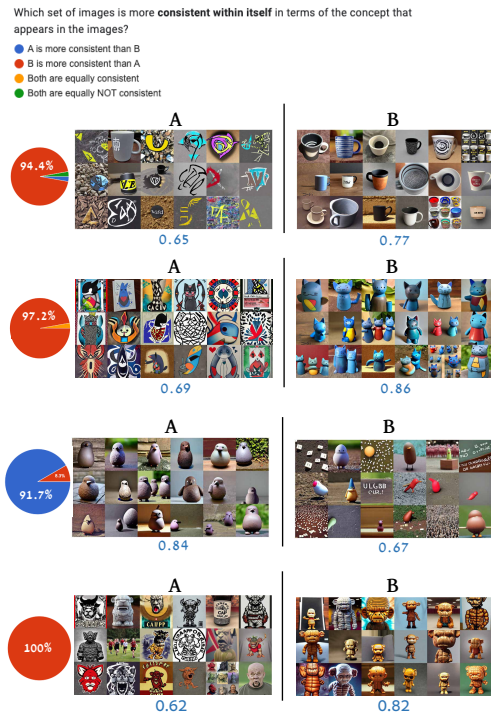 Which set of images is more consistent within itself in terms of the concept that
appears in the images?
A is more consistent than B
B is more consistent than A
Both are equally consistent
Both are equally NOT consistent
A
B
94.4%
0.65
0.77
A
B
97.2%
0.69
0.86
A
B
91.7%
0.84
0.67
A
B
100%
0.62
0.82